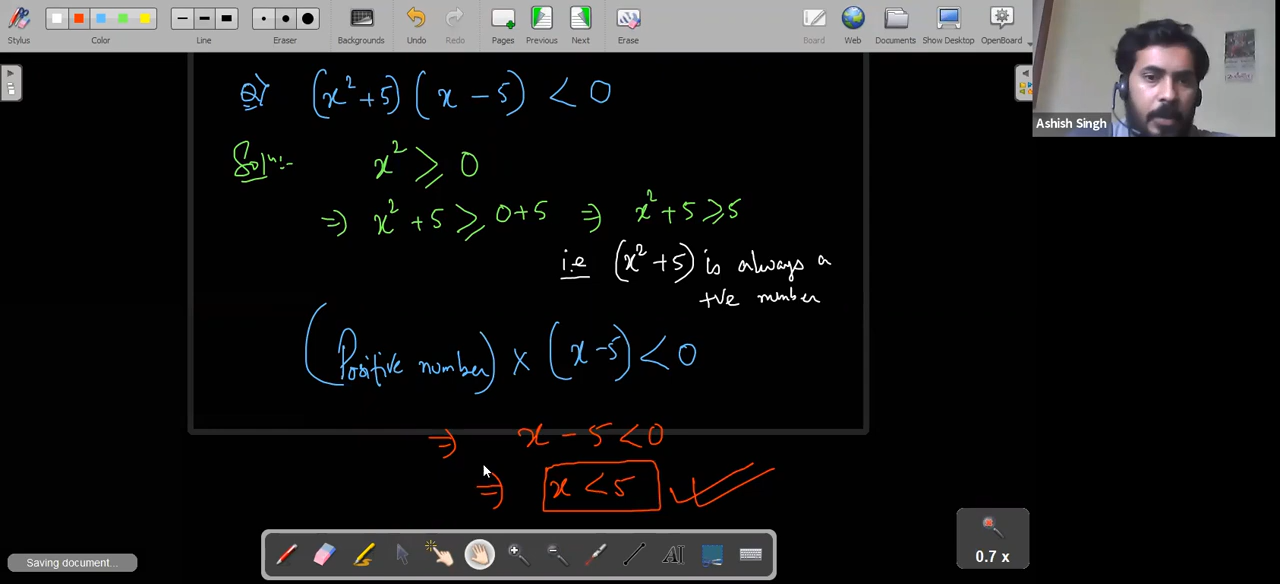 Stylus Color Line Eraser Backgrounds Undo Redo Pages Previous Next Erase Board Web Documents Show Desktop OpenBoard
Ashish Singh
Q) (x²+5)(x-5) < 0
Solⁿ:- x² ≥ 0
⇒ x²+5 ≥ 0+5 ⇒ x²+5 ≥ 5
i.e (x²+5) is always a
+ve number
(Positive number) × (x-5) < 0
⇒ x - 5 < 0
⇒ x < 5
Saving document...
0.7 x